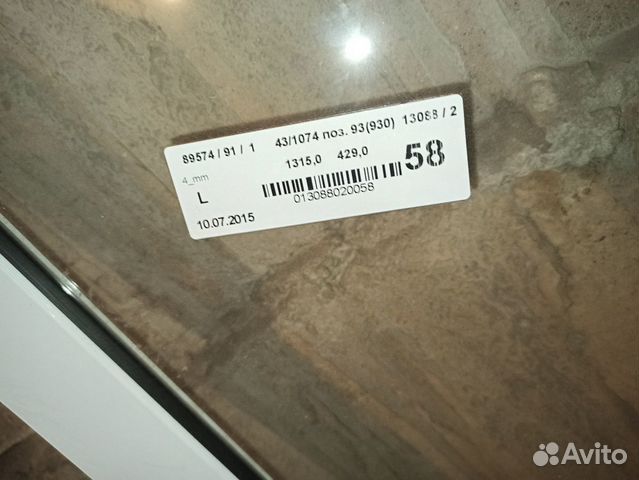 89574 / 91 / 1 43/1074 поз. 93(930) 13088 / 2
4_mm 1315,0 429,0 58
L
013088020058
10.07.2015
Avito